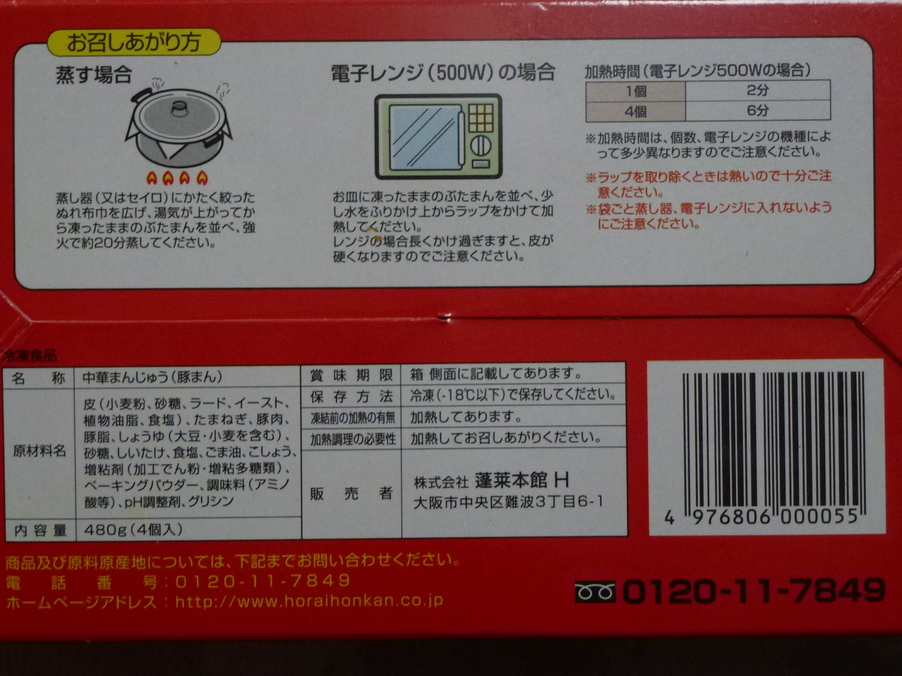 お召しあがり方
蒸す場合
蒸し器(又はセイロ)にかたく絞った
ぬれ布巾を広げ、湯気が上がってか
ら凍ったままのぶたまんを並べ、強
火で約20分蒸してください。
電子レンジ(500W)の場合
お皿に凍ったままのぶたまんを並べ、少
し水をふりかけ上からラップをかけて加
熱してください。
レンジの場合長くかけ過ぎますと、皮が
硬くなりますのでご注意ください。
加熱時間(電子レンジ500Wの場合)
1個 2分
4個 6分
※加熱時間は、個数、電子レンジの機種によ
って多少異なりますのでご注意ください。
※ラップを取り除くときは熱いので十分ご注
意ください。
※袋ごと蒸し器、電子レンジに入れないよう
にご注意ください。
冷凍食品
名称 中華まんじゅう(豚まん)
原材料名
皮(小麦粉、砂糖、ラード、イースト、
植物油脂、食塩)、たまねぎ、豚肉、
豚脂、しょうゆ(大豆・小麦を含む)、
砂糖、しいたけ、食塩、ごま油、こしょう、
増粘剤(加工でん粉・増粘多糖類)、
ベーキングパウダー、調味料(アミノ
酸等)、pH調整剤、グリシン
内容量 480g(4個入)
賞味期限 箱 側面に記載してあります。
保存方法 冷凍(-18℃以下)で保存してください。
凍結前の加熱の有無 加熱してあります。
加熱調理の必要性 加熱してお召しあがりください。
販売者
株式会社 蓬莱本館 H
大阪市中央区難波3丁目6-1
4 976806 000055
商品及び原料原産地については、下記までお問い合わせください。
電話番号:0120-11-7849
ホームページアドレス:http://www.horaihonkan.co.jp
0120-11-7849